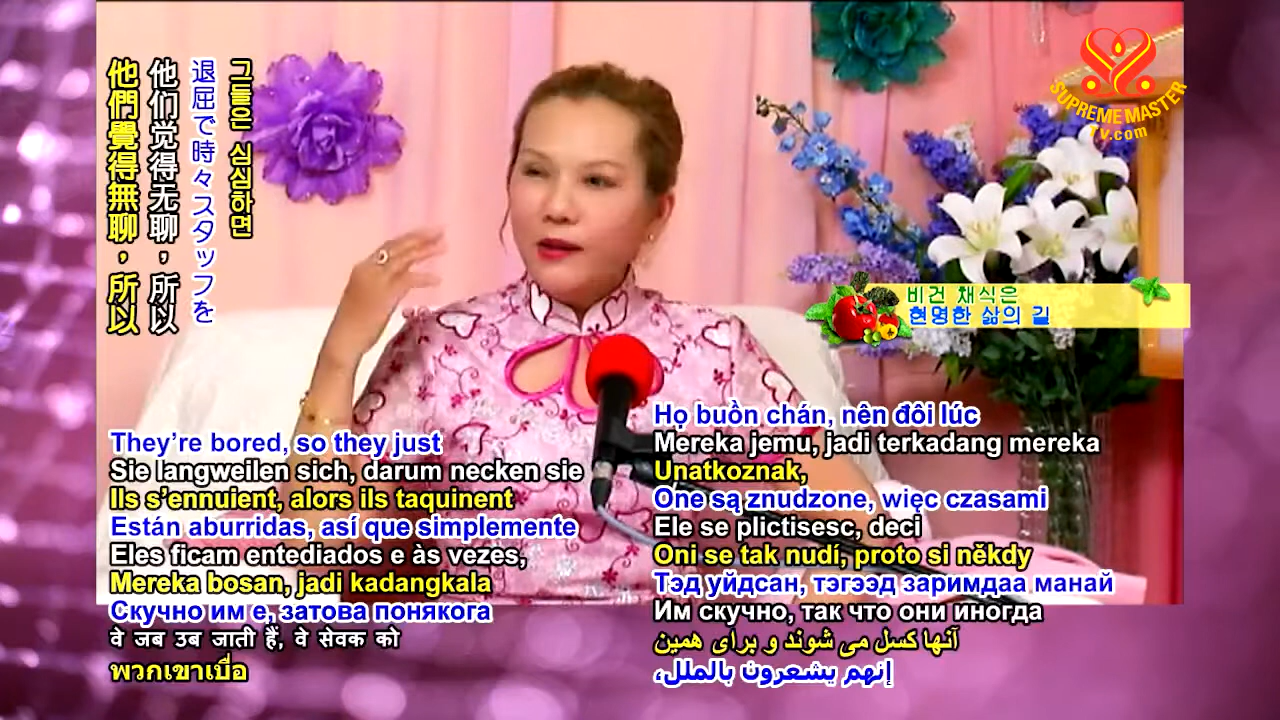 SUPREME MASTER
TV.com
그들은 심심하면
退屈で時々スタッフを
他们觉得无聊，所以
他們覺得無聊，所以
비건 채식은
현명한 삶의 길
They're bored, so they just
Sie langweilen sich, darum necken sie
Ils s'ennuient, alors ils taquinent
Están aburridas, así que simplemente
Eles ficam entediados e às vezes,
Mereka bosan, jadi kadangkala
Скучно им е, затова понякога
वे जब उब जाती हैं, वे सेवक को
พวกเขาเบื่อ
Họ buồn chán, nên đôi lúc
Mereka jemu, jadi terkadang mereka
Unatkoznak,
One są znudzone, więc czasami
Ele se plictisesc, deci
Oni se tak nudí, proto si někdy
Тэд уйдсан, тэгээд заримдаа манай
Им скучно, так что они иногда
آنها کسل می شوند و برای همین
إنهم يشعرون بالملل،